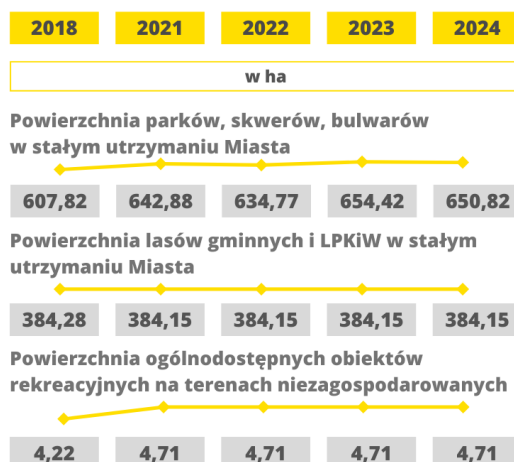 2018 2021 2022 2023 2024
w ha
Powierzchnia parków, skwerów, bulwarów
w stałym utrzymaniu Miasta
607,82 642,88 634,77 654,42 650,82
Powierzchnia lasów gminnych i LPKiW w stałym
utrzymaniu Miasta
384,28 384,15 384,15 384,15 384,15
Powierzchnia ogólnodostępnych obiektów
rekreacyjnych na terenach niezagospodarowanych
4,22 4,71 4,71 4,71 4,71